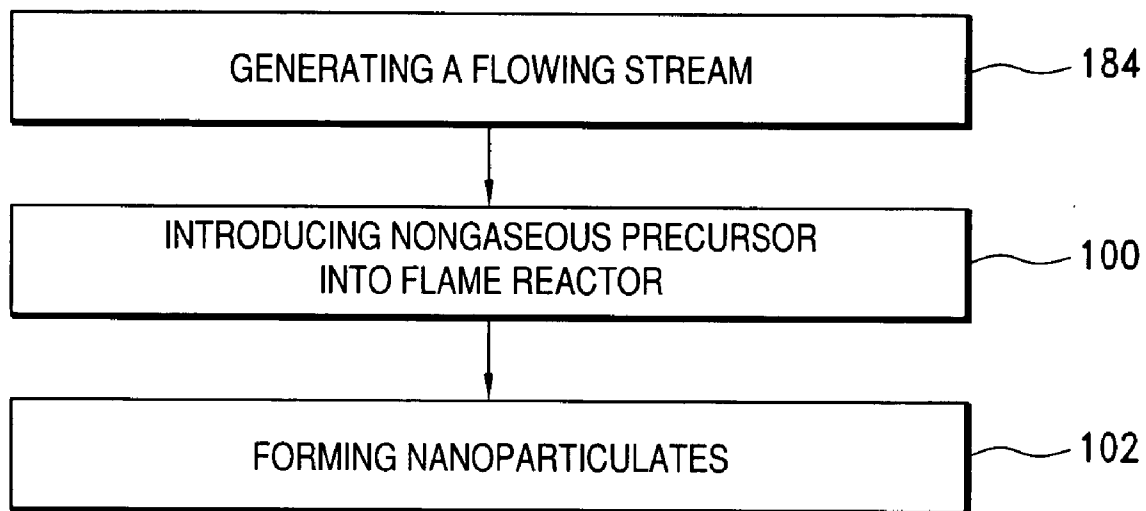 GENERATING A FLOWING STREAM
184
INTRODUCING NONGASEOUS PRECURSOR
INTO FLAME REACTOR
100
FORMING NANOPARTICULATES
102